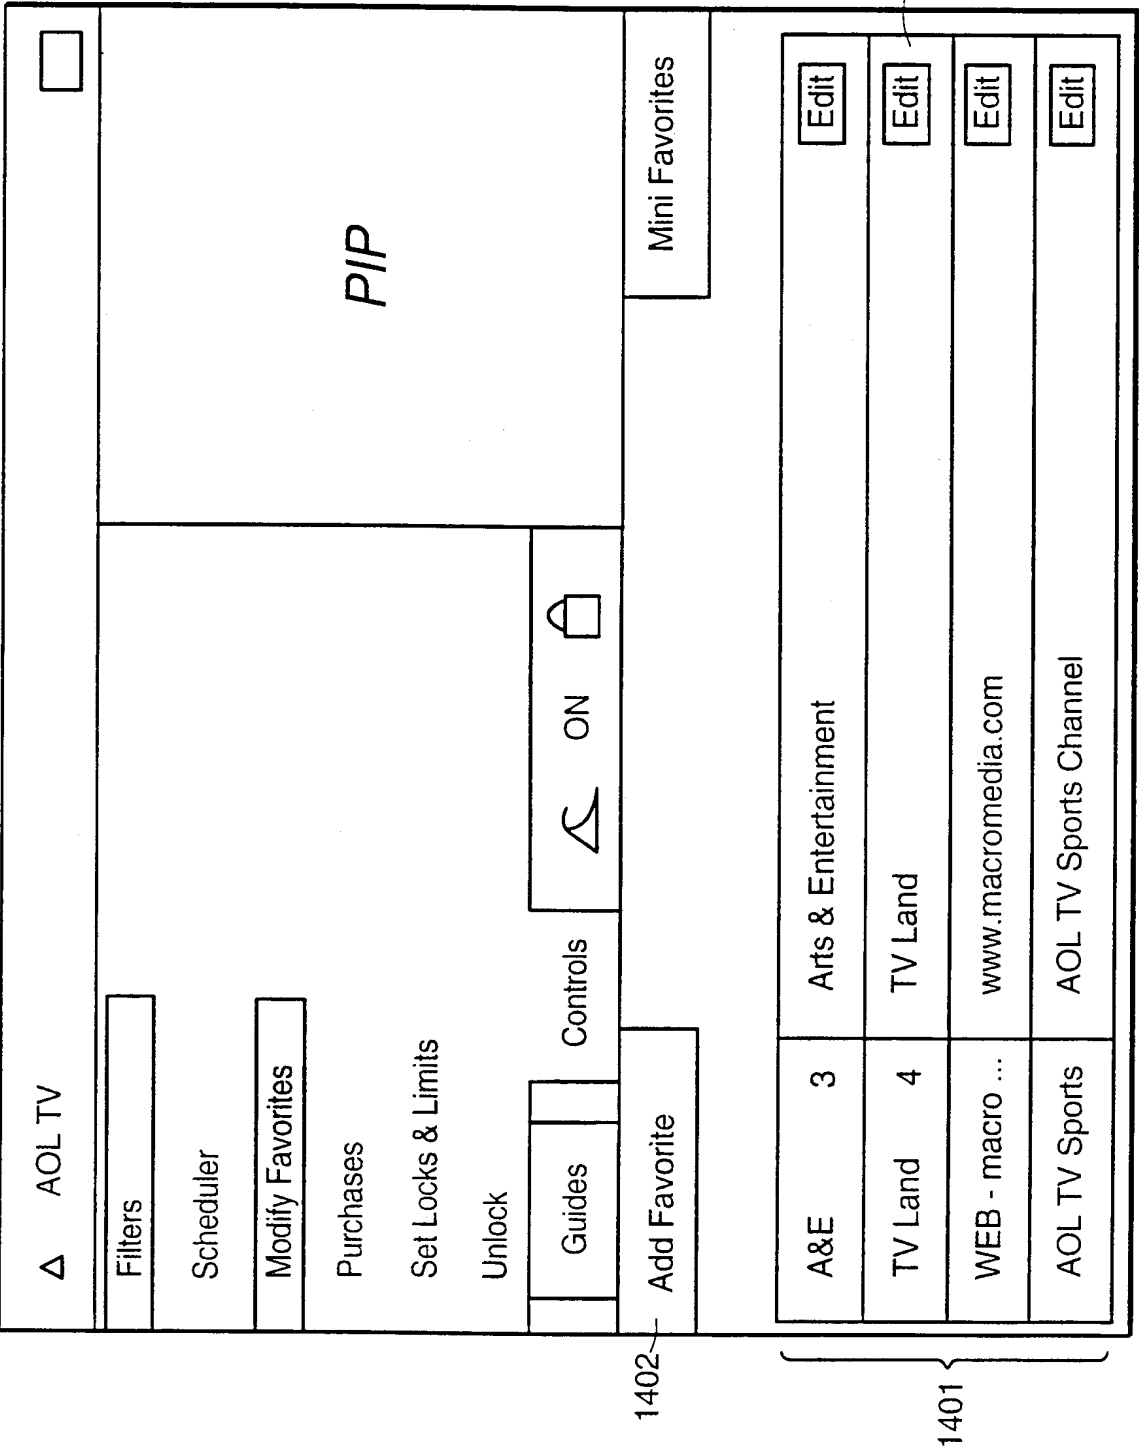 AOL TV
Filters
Scheduler
Modify Favorites
Purchases
Set Locks & Limits
Unlock
PIP
Guides Controls ON
1402 Add Favorite Mini Favorites
1401
A&E 3 Arts & Entertainment Edit
TV Land 4 TV Land Edit
WEB - macro ... www.macromedia.com Edit
AOL TV Sports AOL TV Sports Channel Edit